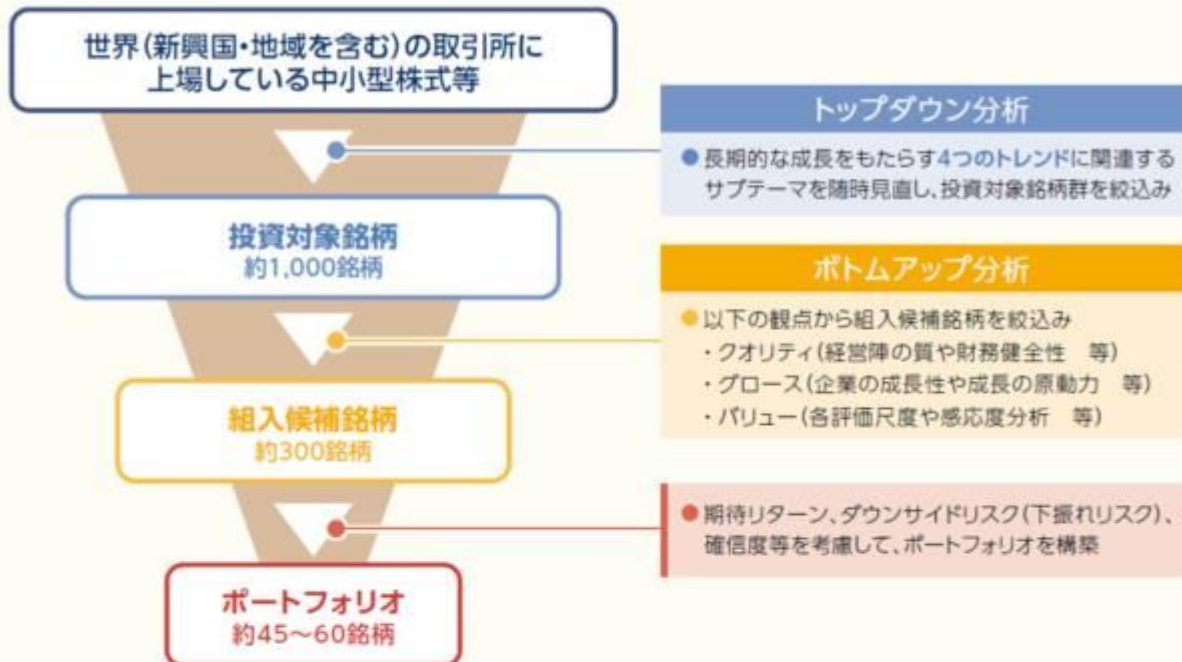 世界(新興国・地域を含む)の取引所に
上場している中小型株式等
トップダウン分析
●長期的な成長をもたらす4つのトレンドに関連する
サブテーマを随時見直し、投資対象銘柄群を絞込み
投資対象銘柄
約1,000銘柄
ボトムアップ分析
●以下の観点から組入候補銘柄を絞込み
・クオリティ(経営陣の質や財務健全性 等)
・グロース(企業の成長性や成長の原動力 等)
・バリュー(各評価尺度や感応度分析 等)
組入候補銘柄
約300銘柄
●期待リターン、ダウンサイドリスク(下振れリスク)、
確信度等を考慮して、ポートフォリオを構築
ポートフォリオ
約45〜60銘柄